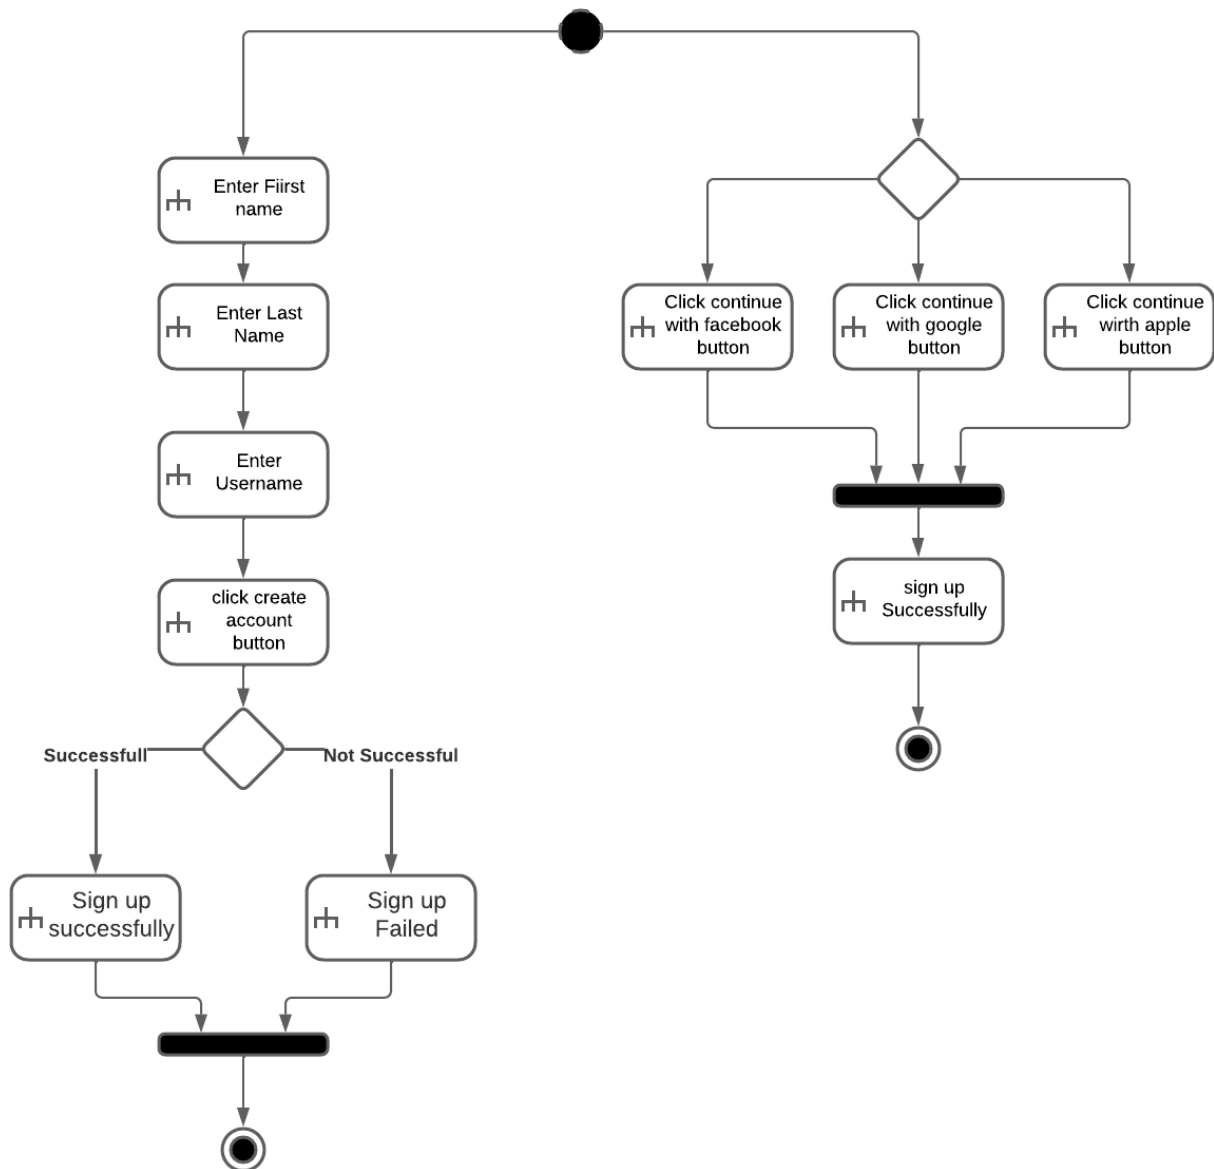 Enter Fiirst
name
Enter Last
Name
Enter
Username
click create
account
button
Successfull
Not Successful
Sign up
successfully
Sign up
Failed
Click continue
with facebook
button
Click continue
with google
button
Click continue
wirth apple
button
sign up
Successfully